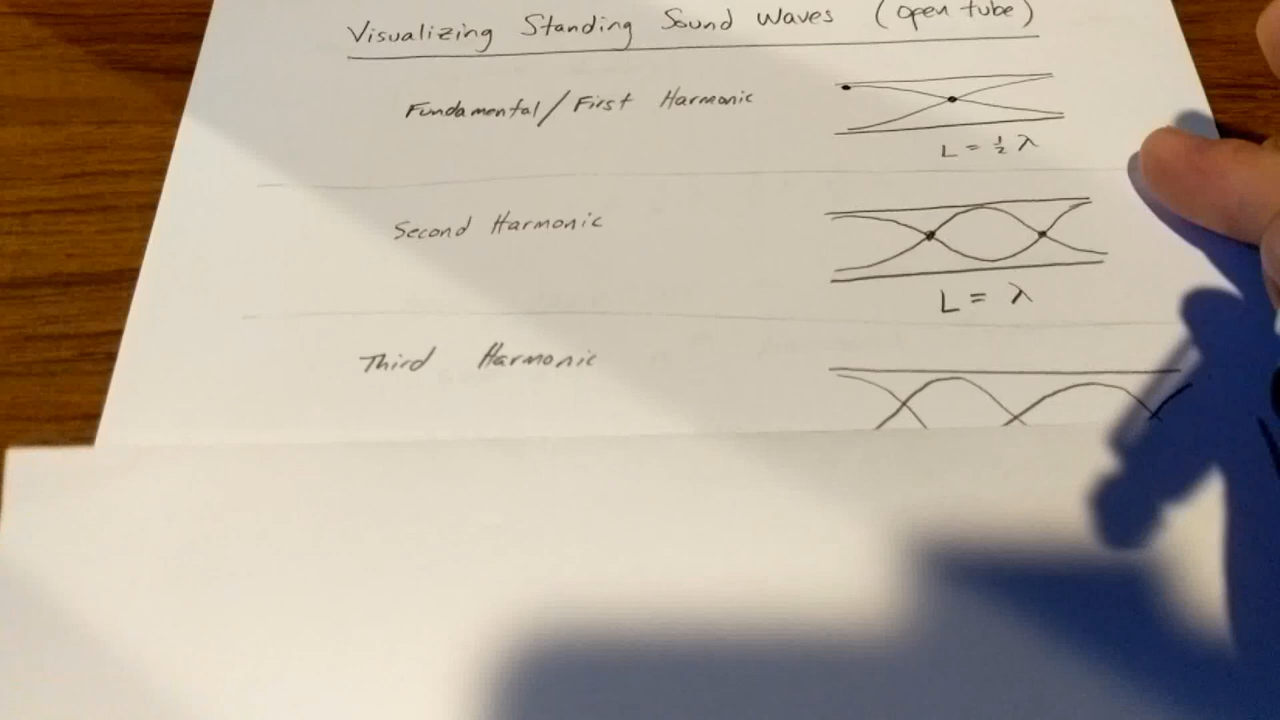 Visualizing Standing Sound Waves (open tube)
Fundamental/First Harmonic
L = 1/2 λ
Second Harmonic
L = λ
Third Harmonic